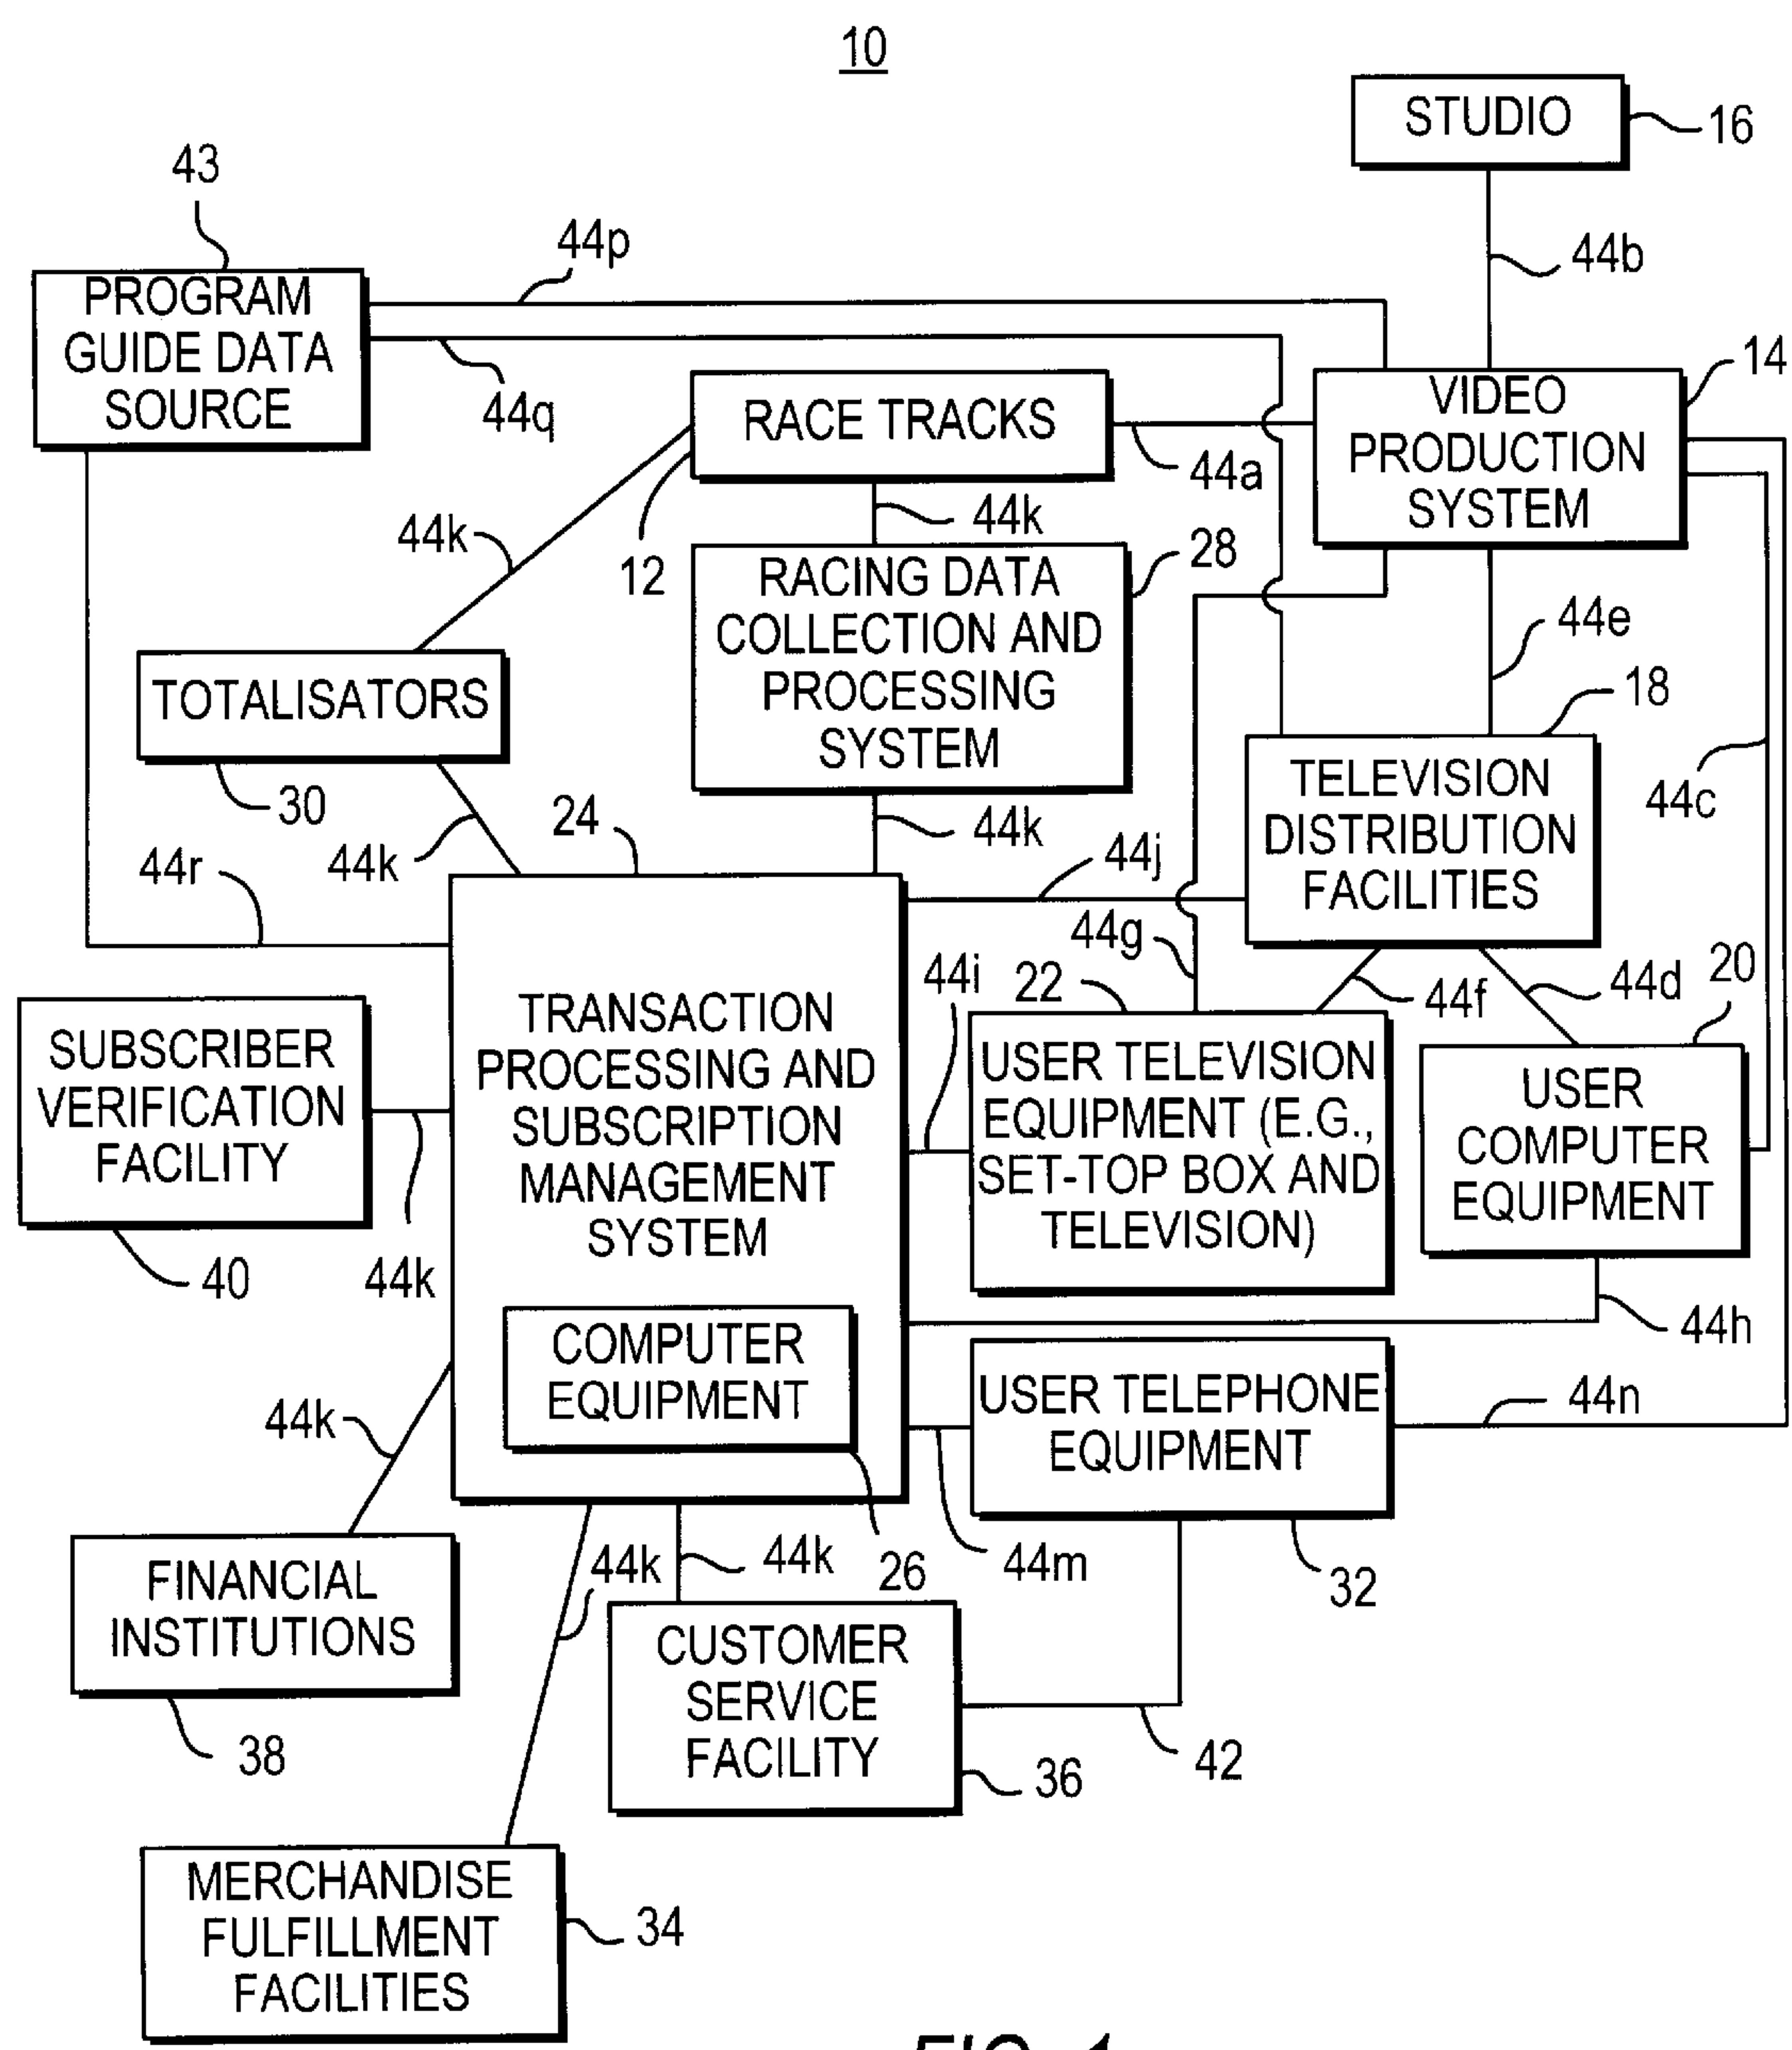 10
STUDIO
16
43
44p
44b
PROGRAM
GUIDE DATA
SOURCE
44q
RACE TRACKS
44a
VIDEO
PRODUCTION
SYSTEM
14
44k
12
44k
RACING DATA
COLLECTION AND
PROCESSING
SYSTEM
28
44e
18
TOTALISATORS
30
44k
24
44k
44j
TELEVISION
DISTRIBUTION
FACILITIES
44c
44r
44g
44i
22
44f
44d
20
SUBSCRIBER
VERIFICATION
FACILITY
40
44k
TRANSACTION
PROCESSING AND
SUBSCRIPTION
MANAGEMENT
SYSTEM
USER TELEVISION
EQUIPMENT (E.G.,
SET-TOP BOX AND
TELEVISION)
USER
COMPUTER
EQUIPMENT
44h
COMPUTER
EQUIPMENT
26
USER TELEPHONE
EQUIPMENT
44n
44k
44k
44k
44m
32
FINANCIAL
INSTITUTIONS
38
CUSTOMER
SERVICE
FACILITY
36
42
MERCHANDISE
FULFILLMENT
FACILITIES
34
FIG. 1